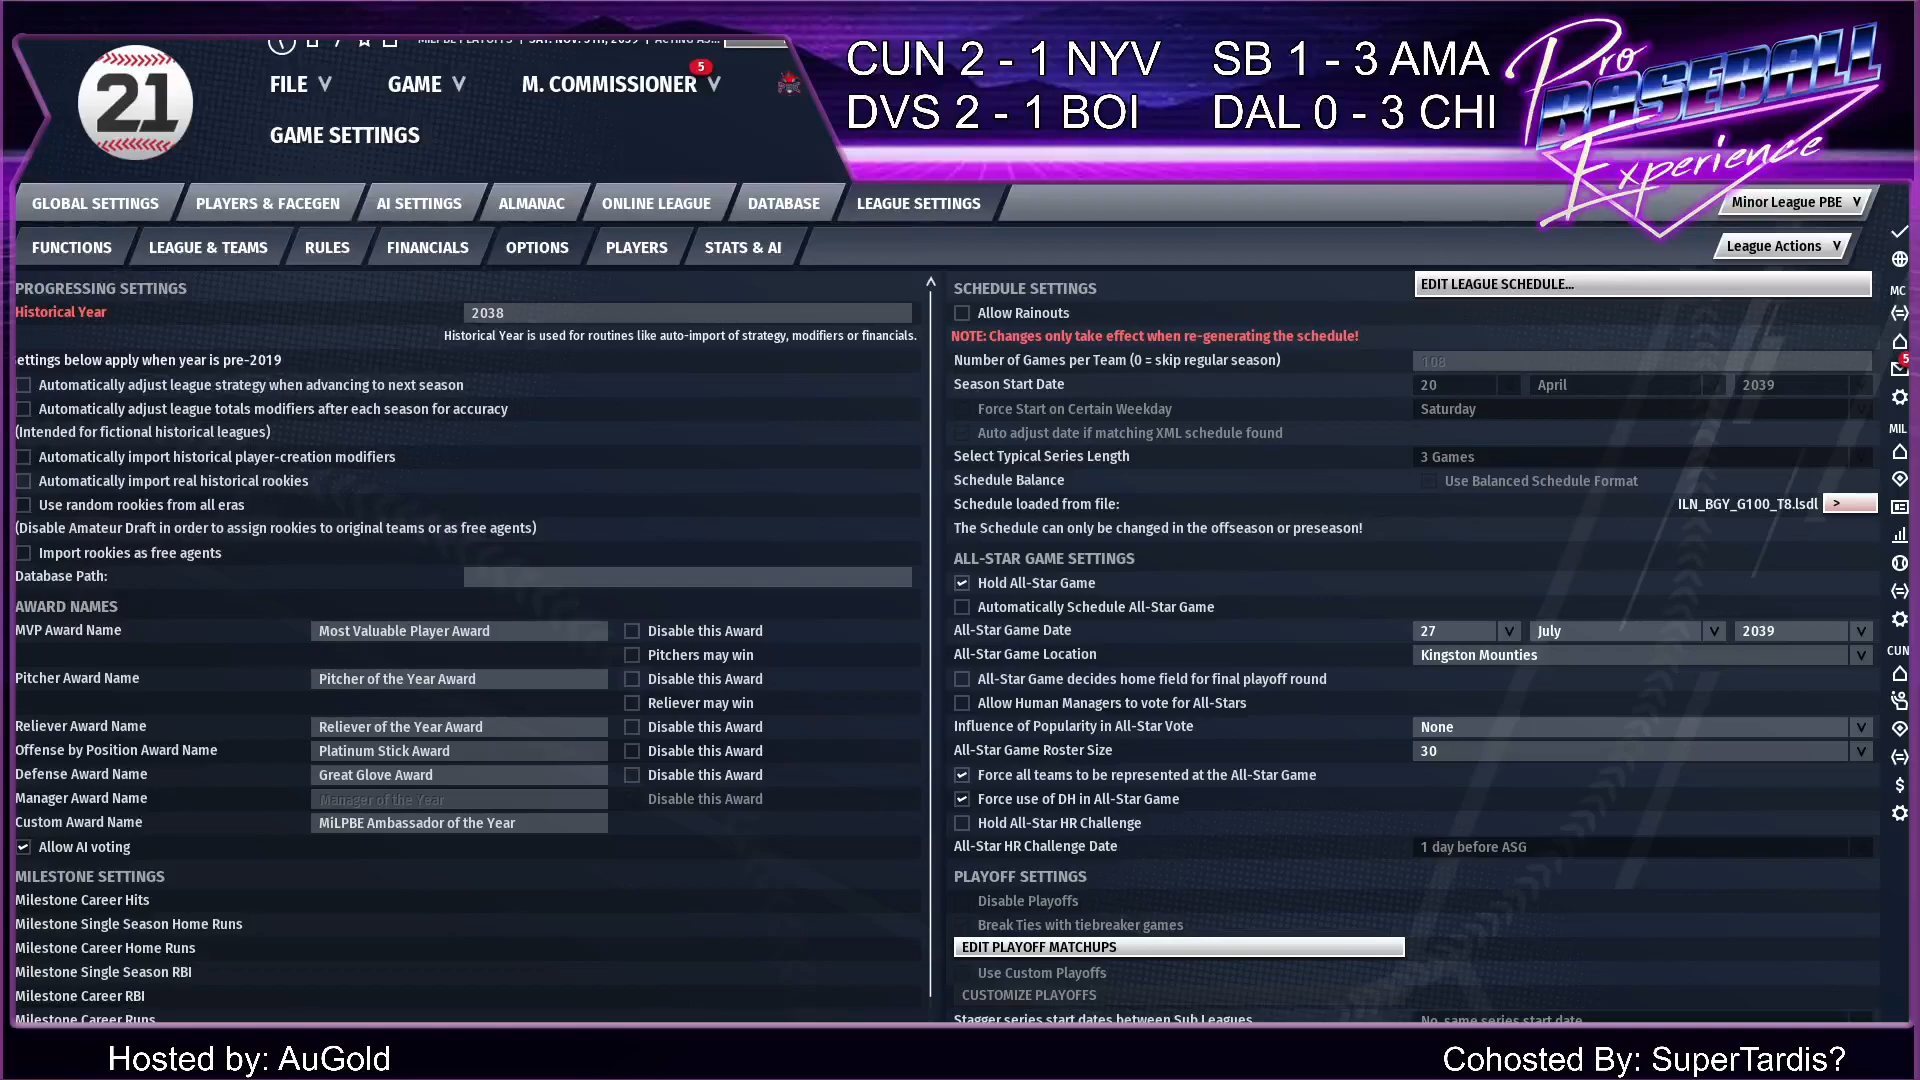 21
FILE
GAME
M. COMMISSIONER
5
GAME SETTINGS
CUN 2 - 1 NYV
SB 1 - 3 AMA
DVS 2 - 1 BOI
DAL 0 - 3 CHI
Pro
BASEBALL
Experience
GLOBAL SETTINGS
PLAYERS & FACEGEN
AI SETTINGS
ALMANAC
ONLINE LEAGUE
DATABASE
LEAGUE SETTINGS
Minor League PBE
FUNCTIONS
LEAGUE & TEAMS
RULES
FINANCIALS
OPTIONS
PLAYERS
STATS & AI
League Actions
PROGRESSING SETTINGS
Historical Year
2038
Historical Year is used for routines like auto-import of strategy, modifiers or financials.
ettings below apply when year is pre-2019
Automatically adjust league strategy when advancing to next season
Automatically adjust league totals modifiers after each season for accuracy
(Intended for fictional historical leagues)
Automatically import historical player-creation modifiers
Automatically import real historical rookies
Use random rookies from all eras
(Disable Amateur Draft in order to assign rookies to original teams or as free agents)
Import rookies as free agents
Database Path:
AWARD NAMES
MVP Award Name
Most Valuable Player Award
Disable this Award
Pitchers may win
Pitcher Award Name
Pitcher of the Year Award
Disable this Award
Reliever may win
Reliever Award Name
Reliever of the Year Award
Disable this Award
Offense by Position Award Name
Platinum Stick Award
Disable this Award
Defense Award Name
Great Glove Award
Disable this Award
Manager Award Name
Manager of the Year
Disable this Award
Custom Award Name
MiLPBE Ambassador of the Year
Allow AI voting
MILESTONE SETTINGS
Milestone Career Hits
Milestone Single Season Home Runs
Milestone Career Home Runs
Milestone Single Season RBI
Milestone Career RBI
Milestone Career Runs
SCHEDULE SETTINGS
EDIT LEAGUE SCHEDULE...
Allow Rainouts
NOTE: Changes only take effect when re-generating the schedule!
Number of Games per Team (0 = skip regular season)
108
Season Start Date
20
April
2039
Force Start on Certain Weekday
Saturday
Auto adjust date if matching XML schedule found
Select Typical Series Length
3 Games
Schedule Balance
Use Balanced Schedule Format
Schedule loaded from file:
ILN_BGY_G100_T8.lsdl
>
The Schedule can only be changed in the offseason or preseason!
ALL-STAR GAME SETTINGS
Hold All-Star Game
Automatically Schedule All-Star Game
All-Star Game Date
27
July
2039
All-Star Game Location
Kingston Mounties
All-Star Game decides home field for final playoff round
Allow Human Managers to vote for All-Stars
Influence of Popularity in All-Star Vote
None
All-Star Game Roster Size
30
Force all teams to be represented at the All-Star Game
Force use of DH in All-Star Game
Hold All-Star HR Challenge
All-Star HR Challenge Date
1 day before ASG
PLAYOFF SETTINGS
Disable Playoffs
Break Ties with tiebreaker games
EDIT PLAYOFF MATCHUPS
Use Custom Playoffs
CUSTOMIZE PLAYOFFS
Stagger series start dates between Sub Leagues
No, same series start date
MC
5
MIL
CUN
$
Hosted by: AuGold
Cohosted By: SuperTardis?